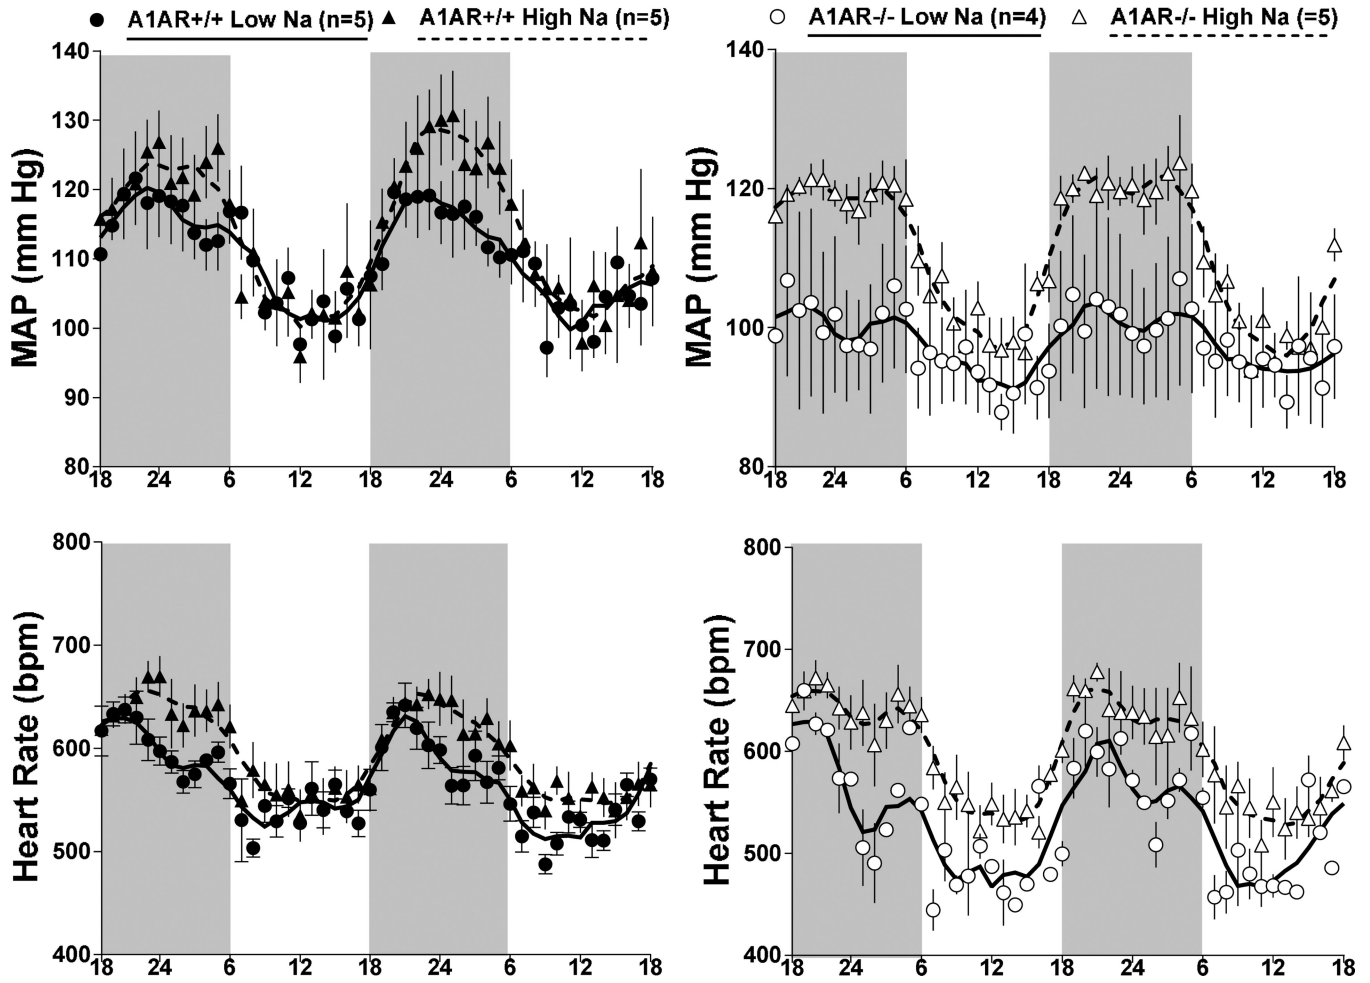 A1AR+/+ Low Na (n=5) A1AR+/+ High Na (n=5)
A1AR-/- Low Na (n=4) A1AR-/- High Na (=5)
MAP (mm Hg)
140
130
120
110
100
90
80
18 24 6 12 18 6 24 6 12 18
MAP (mm Hg)
140
120
100
80
18 24 6 12 18 24 6 12 18
Heart Rate (bpm)
800
700
600
500
400
18 24 6 12 18 24 6 12 18
Heart Rate (bpm)
800
700
600
500
400
18 24 6 12 18 24 6 12 18